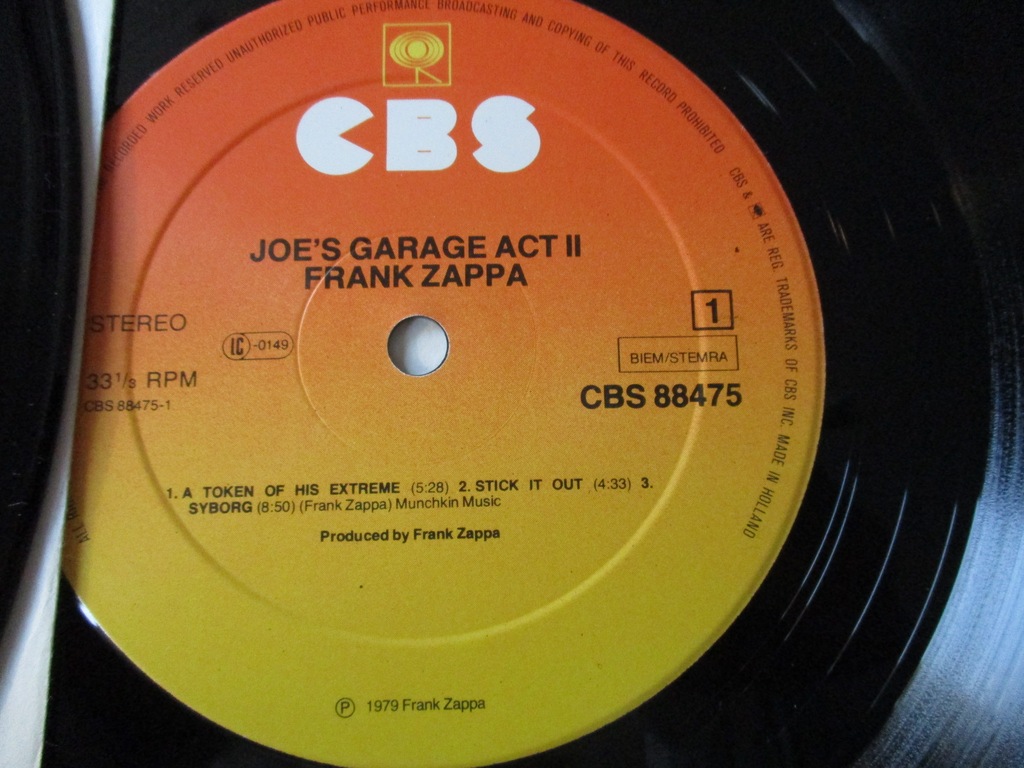 RECORDED WORK RESERVED UNAUTHORIZED PUBLIC PERFORMANCE BROADCASTING AND COPYING OF THIS RECORD PROHIBITED
CBS & ARE REG. TRADEMARKS OF CBS INC. MADE IN HOLLAND
CBS
JOE'S GARAGE ACT II
FRANK ZAPPA
STEREO
LC-0149
33 1/3 RPM
CBS 88475-1
1
BIEM/STEMRA
CBS 88475
1. A TOKEN OF HIS EXTREME (5:28) 2. STICK IT OUT (4:33) 3.
SYBORG (8:50) (Frank Zappa) Munchkin Music
Produced by Frank Zappa
ALL
℗ 1979 Frank Zappa